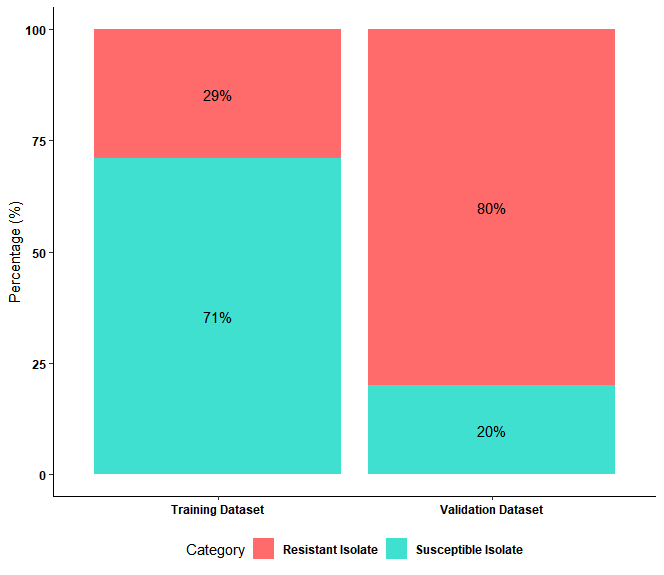 Percentage (%)
100
75
50
25
0
29%
71%
80%
20%
Training Dataset
Validation Dataset
Category
Resistant Isolate
Susceptible Isolate